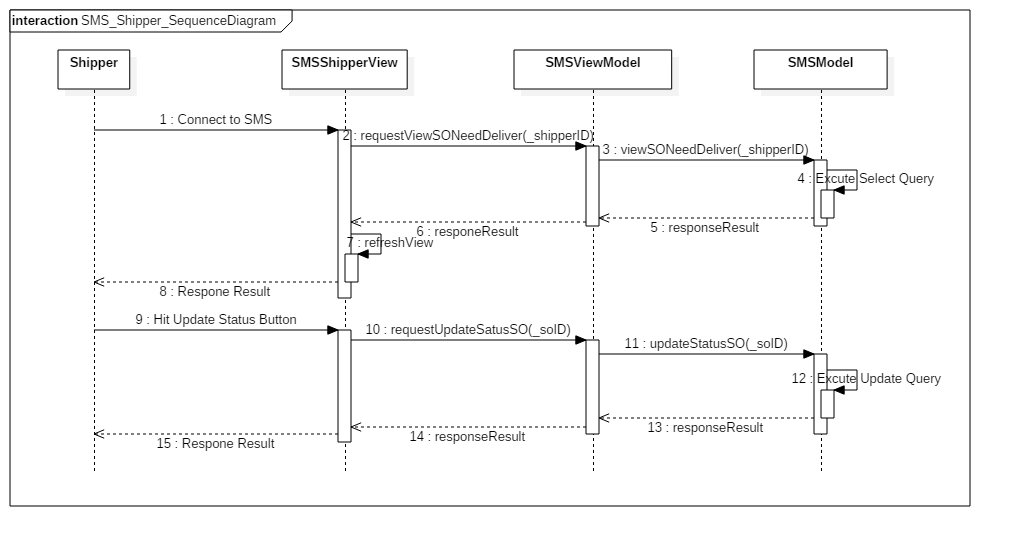 interaction SMS_Shipper_SequenceDiagram
Shipper
SMSShipperView
SMSViewModel
SMSModel
1 : Connect to SMS
2 : requestViewSONeedDeliver(_shipperID)
3 : viewSONeedDeliver(_shipperID)
4 : Excute Select Query
5 : responseResult
6 : responeResult
7 : refreshView
8 : Respone Result
9 : Hit Update Status Button
10 : requestUpdateSatusSO(_soID)
11 : updateStatusSO(_soID)
12 : Excute Update Query
13 : responseResult
14 : responseResult
15 : Respone Result